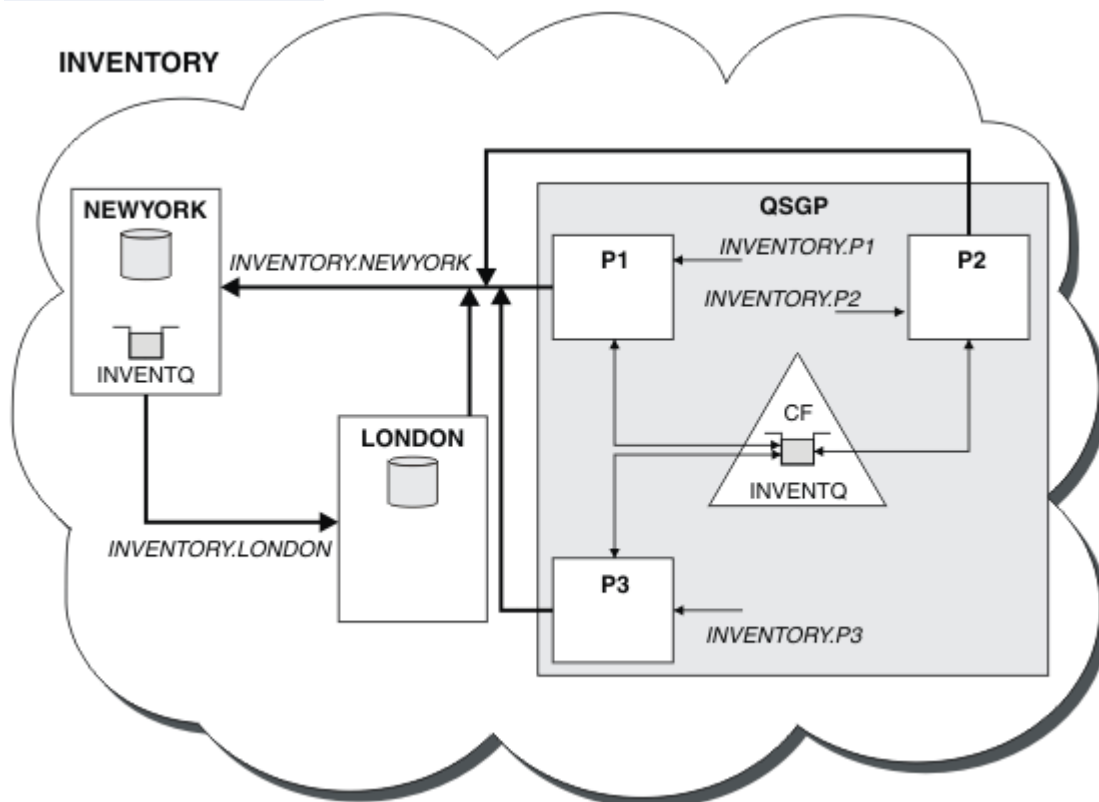 INVENTORY
NEWYORK
INVENTQ
INVENTORY.NEWYORK
LONDON
INVENTORY.LONDON
QSGP
P1
INVENTORY.P1
P2
INVENTORY.P2
CF
INVENTQ
P3
INVENTORY.P3